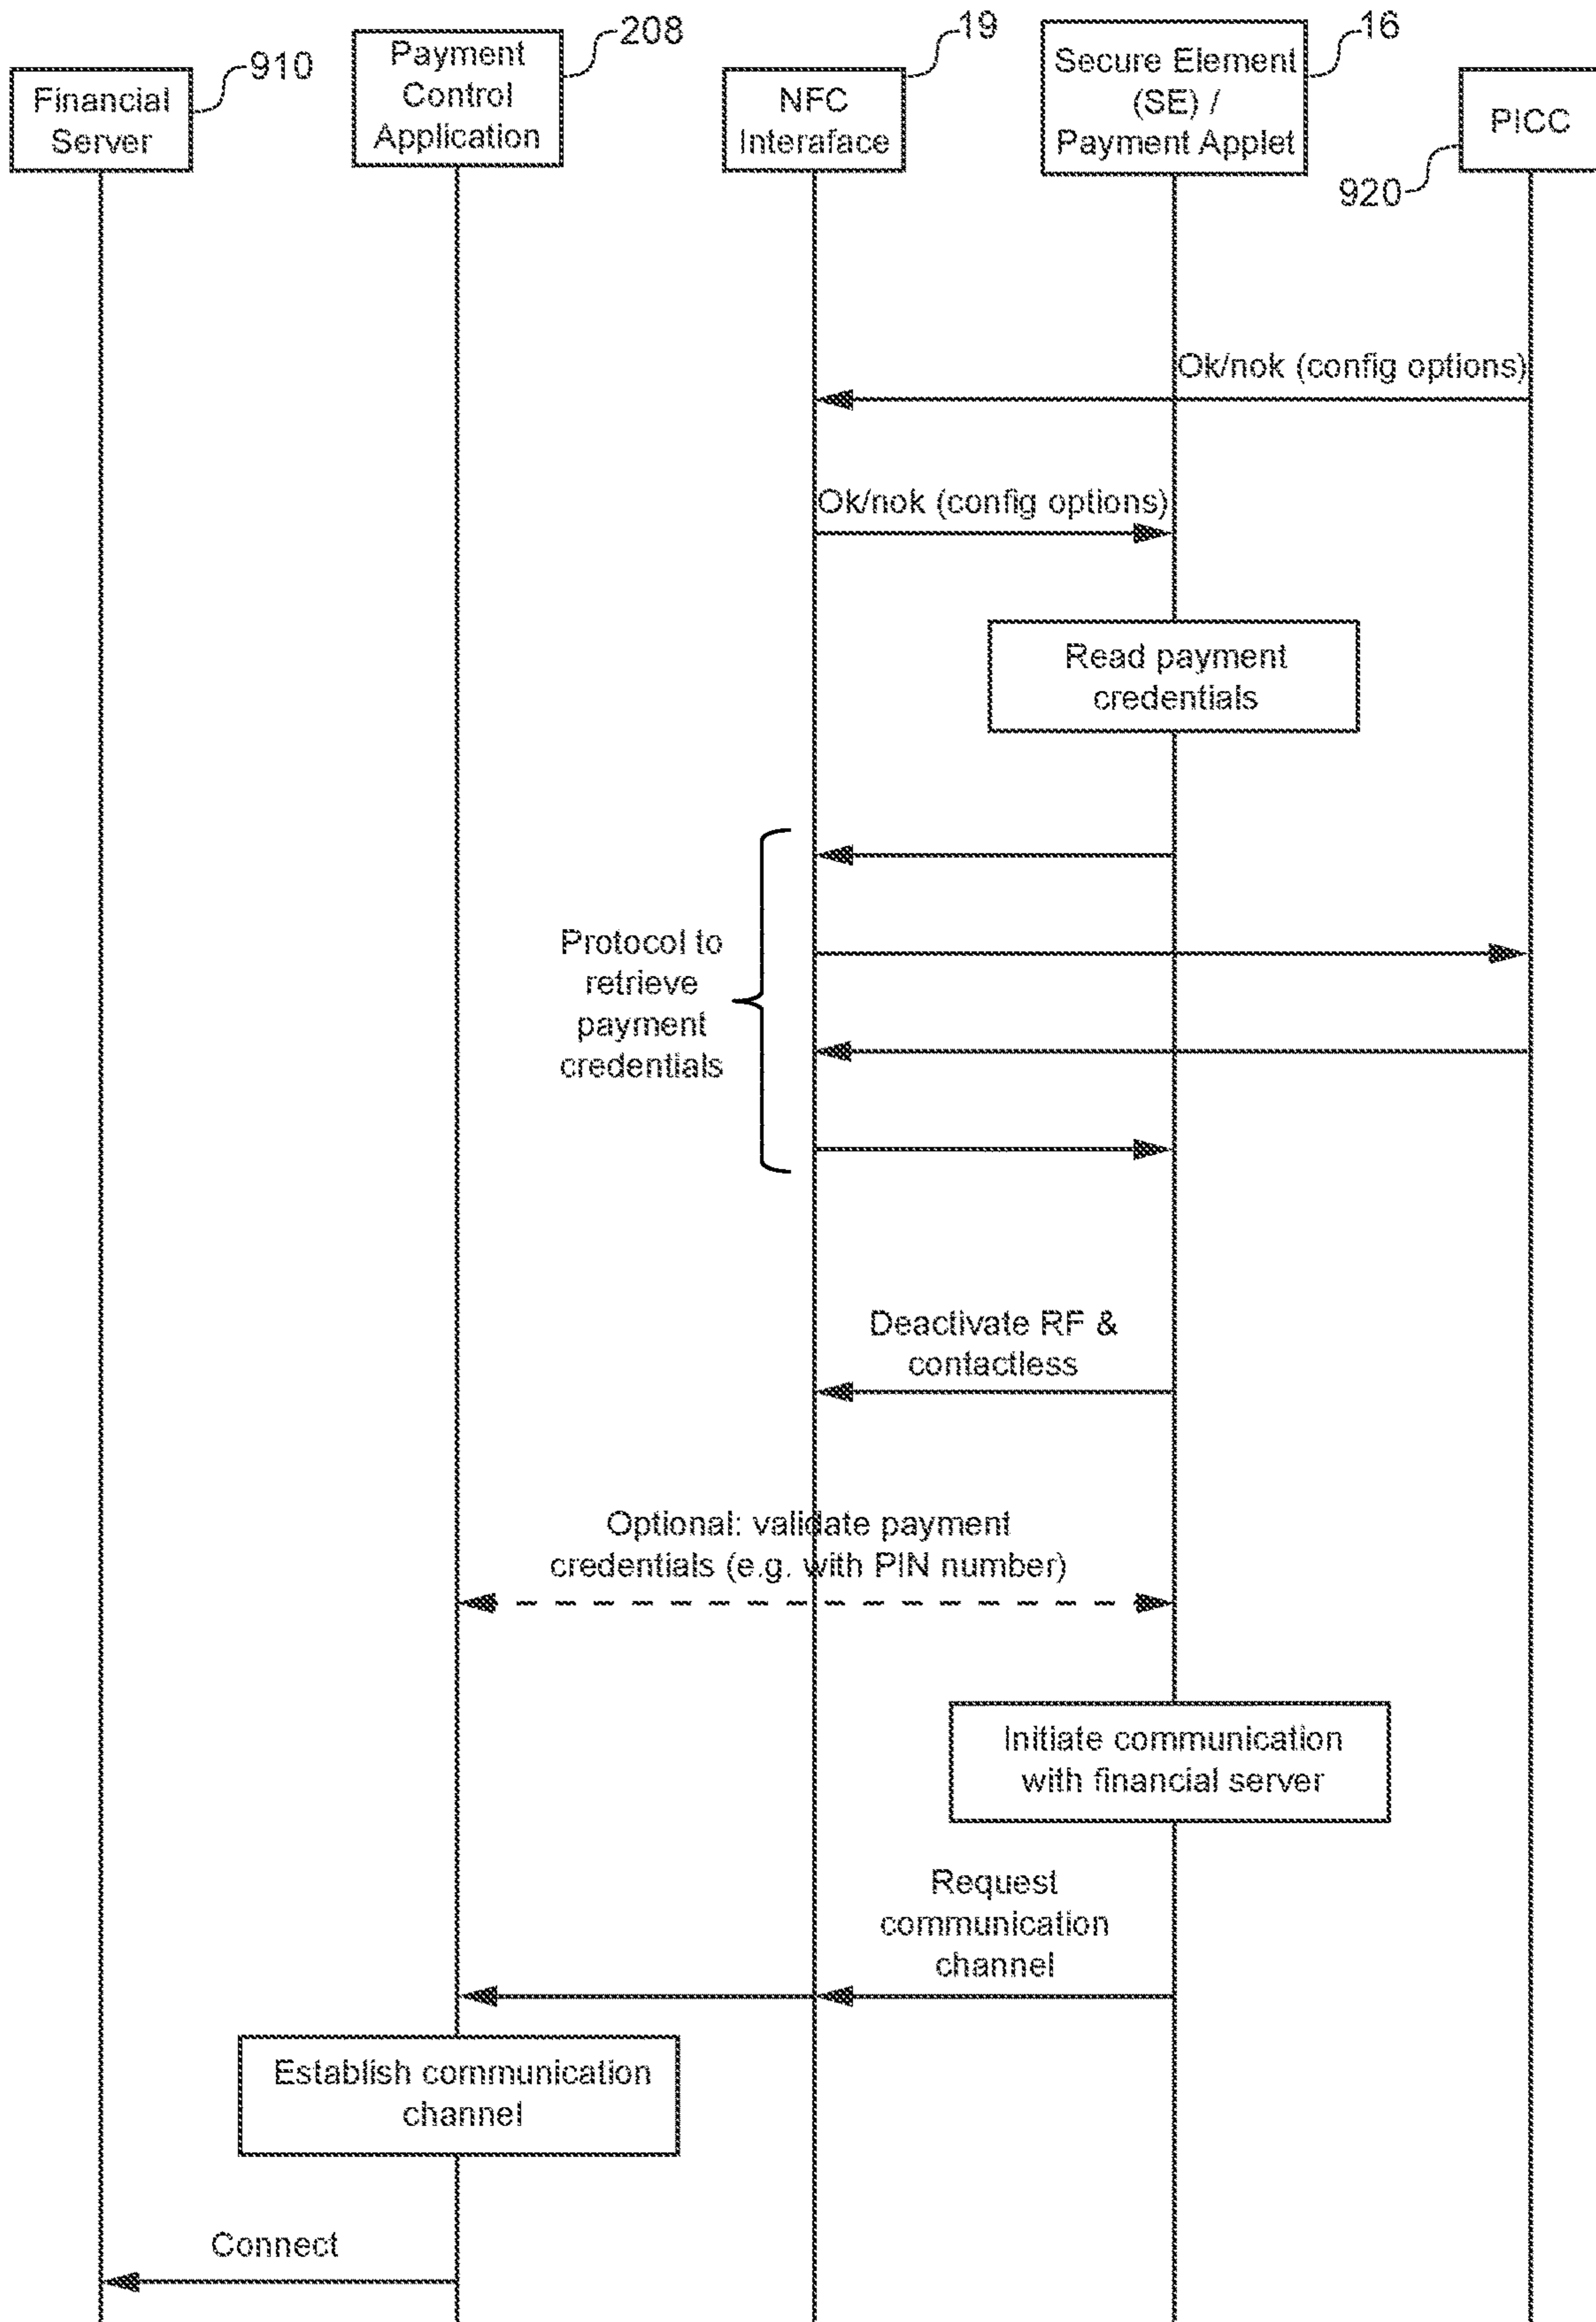 910
Financial
Server
208
Payment
Control
Application
19
NFC
Interaface
16
Secure Element
(SE) /
Payment Applet
PICC
920
Ok/nok (config options)
Ok/nok (config options)
Read payment
credentials
Protocol to
retrieve
payment
credentials
Deactivate RF &
contactless
Optional: validate payment
credentials (e.g. with PIN number)
Initiate communication
with financial server
Request
communication
channel
Establish communication
channel
Connect